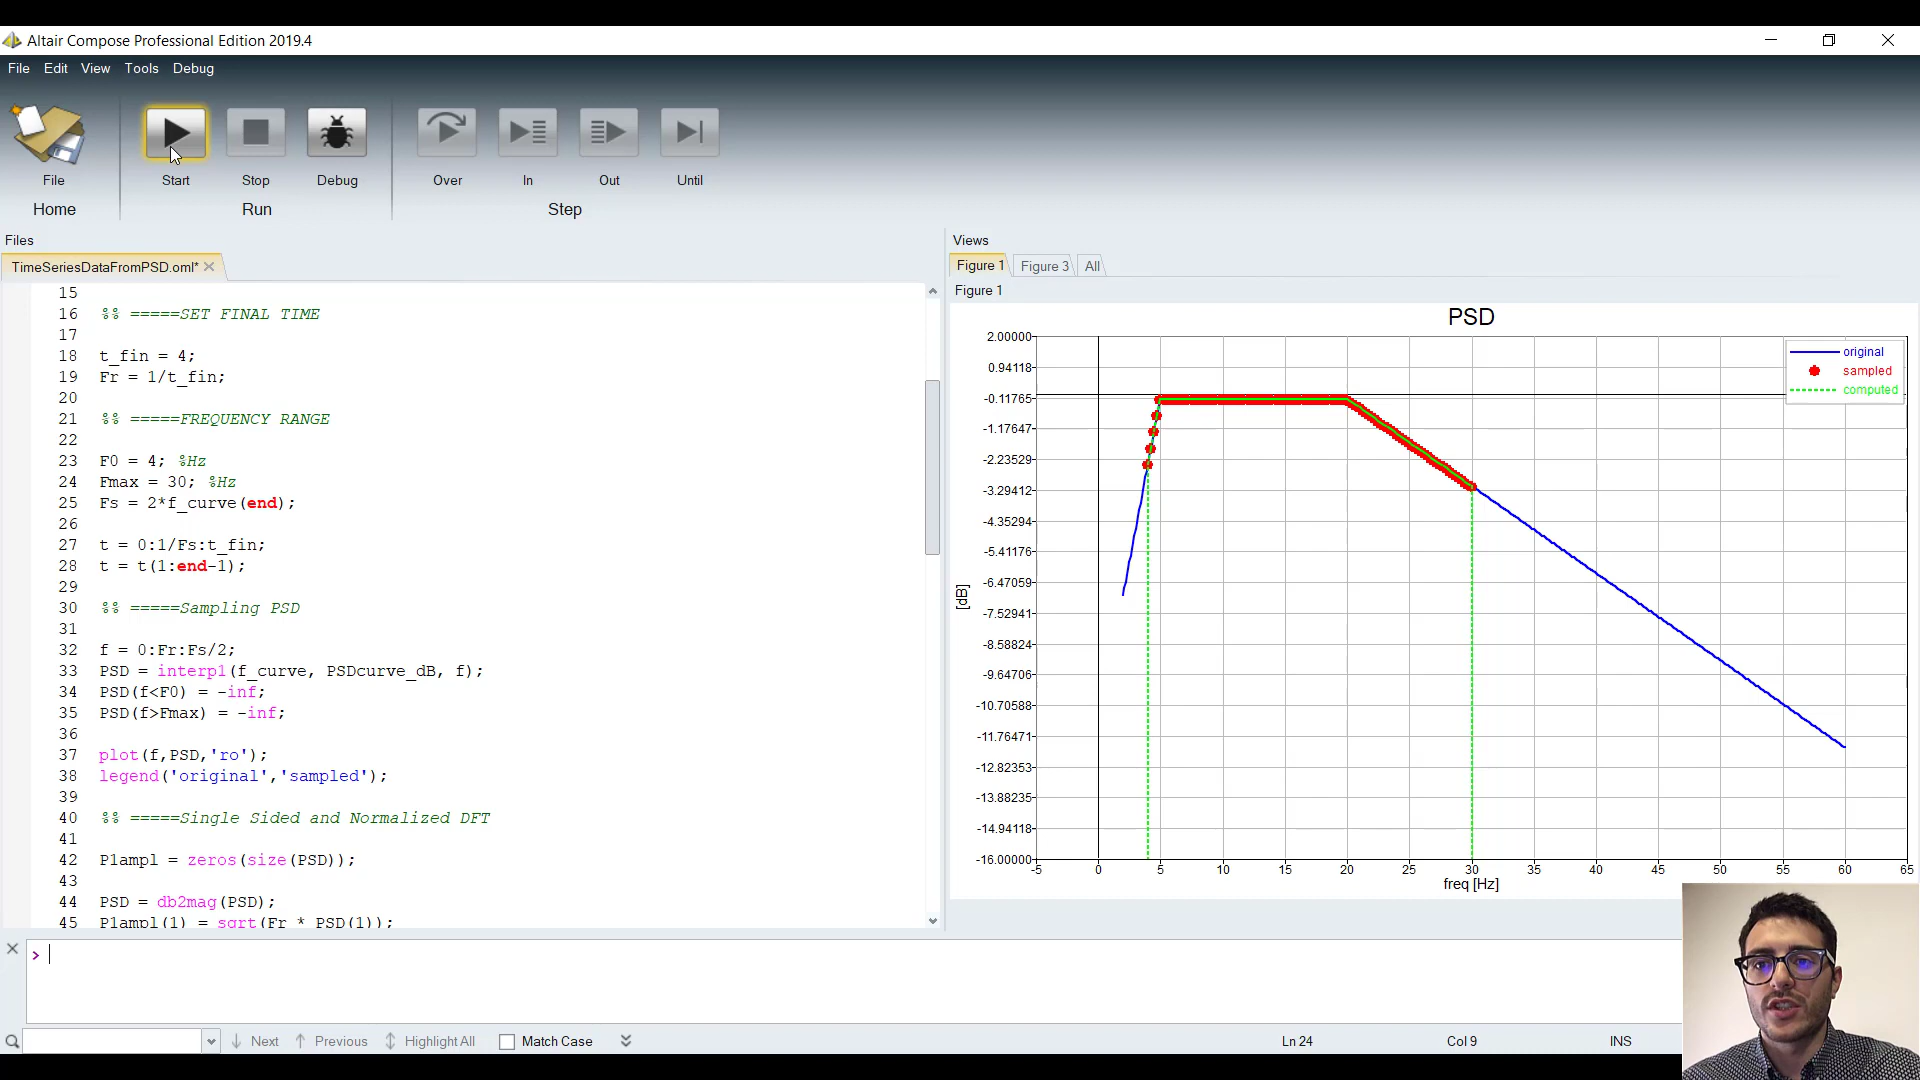 Altair Compose Professional Edition 2019.4
File Edit View Tools Debug
File Start Stop Debug Over In Out Until
Home Run Step
Files
TimeSeriesDataFromPSD.oml*
15
16 %% =====SET FINAL TIME
17
18 t_fin = 4;
19 Fr = 1/t_fin;
20
21 %% =====FREQUENCY RANGE
22
23 F0 = 4; %Hz
24 Fmax = 30; %Hz
25 Fs = 2*f_curve(end);
26
27 t = 0:1/Fs:t_fin;
28 t = t(1:end-1);
29
30 %% =====Sampling PSD
31
32 f = 0:Fr:Fs/2;
33 PSD = interp1(f_curve, PSDcurve_dB, f);
34 PSD(f<F0) = -inf;
35 PSD(f>Fmax) = -inf;
36
37 plot(f,PSD,'ro');
38 legend('original','sampled');
39
40 %% =====Single Sided and Normalized DFT
41
42 P1ampl = zeros(size(PSD));
43
44 PSD = db2mag(PSD);
45 P1ampl(1) = sqrt(Fr * PSD(1));
Views
Figure 1 Figure 3 All
Figure 1
PSD
2.00000
0.94118
-0.11765
-1.17647
-2.23529
-3.29412
-4.35294
-5.41176
-6.47059
-7.52941
-8.58824
-9.64706
-10.70588
-11.76471
-12.82353
-13.88235
-14.94118
-16.00000
[dB]
original
sampled
computed
-5 0 5 10 15 20 25 30 35 40 45 50 55 60 65
freq [Hz]
>
Next Previous Highlight All Match Case Ln 24 Col 9 INS